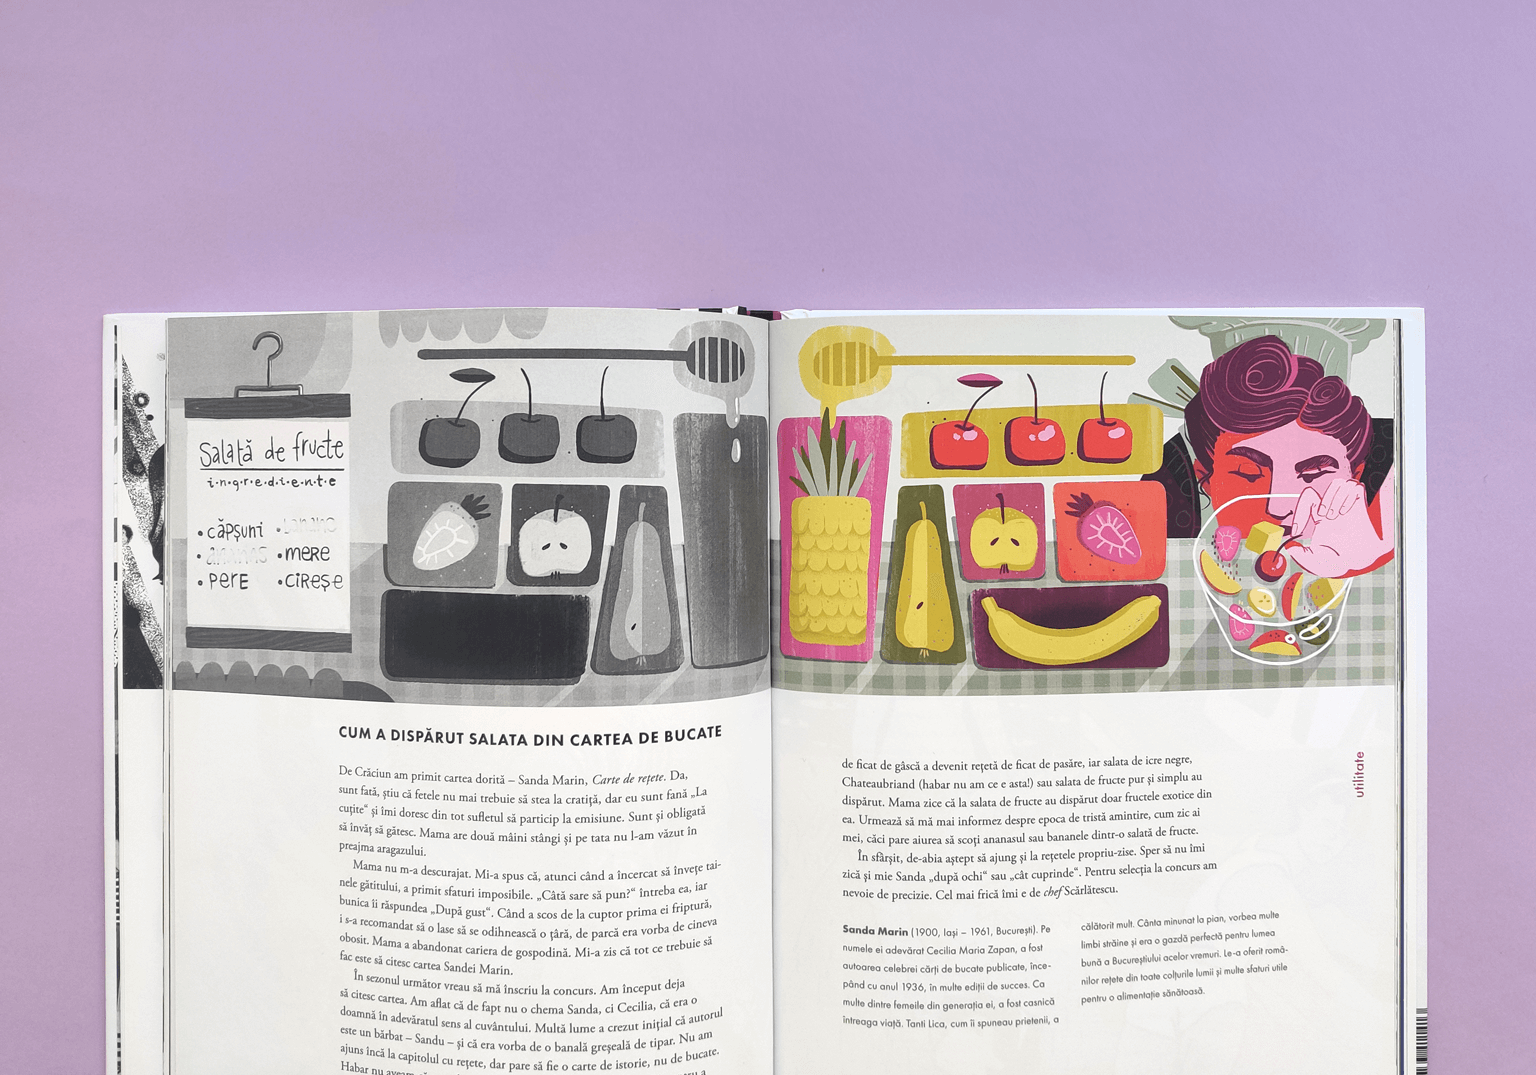 Salată de fructe
i·n·g·r·e·d·i·e·n·t·e
• căpșuni • banane
• ananas • mere
• pere • cireșe
CUM A DISPĂRUT SALATA DIN CARTEA DE BUCATE
De Crăciun am primit cartea dorită – Sanda Marin, Carte de rețete. Da,
sunt fată, știu că fetele nu mai trebuie să stea la cratiță, dar eu sunt fană „La
cuțite“ și îmi doresc din tot sufletul să particip la emisiune. Sunt și obligată
să învăț să gătesc. Mama are două mâini stângi și pe tata nu l-am văzut în
preajma aragazului.
Mama nu m-a descurajat. Mi-a spus că, atunci când a încercat să învețe tai-
nele gătitului, a primit sfaturi imposibile. „Câtă sare să pun?“ întreba ea, iar
bunica îi răspundea „După gust“. Când a scos de la cuptor prima ei friptură,
i s-a recomandat să o lase să se odihnească o țâră, de parcă era vorba de cineva
obosit. Mama a abandonat cariera de gospodină. Mi-a zis că tot ce trebuie să
fac este să citesc cartea Sandei Marin.
În sezonul următor vreau să mă înscriu la concurs. Am început deja
să citesc cartea. Am aflat că de fapt nu o chema Sanda, ci Cecilia, că era o
doamnă în adevăratul sens al cuvântului. Multă lume a crezut inițial că autorul
este un bărbat – Sandu – și că era vorba de o banală greșeală de tipar. Nu am
ajuns încă la capitolul cu rețete, dar pare să fie o carte de istorie, nu de bucate.
Habar nu
de ficat de gâscă a devenit rețetă de ficat de pasăre, iar salata de icre negre,
Chateaubriand (habar nu am ce e asta!) sau salata de fructe pur și simplu au
dispărut. Mama zice că la salata de fructe au dispărut doar fructele exotice din
ea. Urmează să mă mai informez despre epoca de tristă amintire, cum zic ai
mei, căci pare aiurea să scoți ananasul sau bananele dintr-o salată de fructe.
În sfârșit, de-abia aștept să ajung și la rețetele propriu-zise. Sper să nu îmi
zică și mie Sanda „după ochi“ sau „cât cuprinde“. Pentru selecția la concurs am
nevoie de precizie. Cel mai frică îmi e de chef Scărlătescu.
Sanda Marin (1900, Iași – 1961, București). Pe
numele ei adevărat Cecilia Maria Zapan, a fost
autoarea celebrei cărți de bucate publicate, înce-
pând cu anul 1936, în multe ediții de succes. Ca
multe dintre femeile din generația ei, a fost casnică
întreaga viață. Tanti Lica, cum îi spuneau prietenii, a
călătorit mult. Cânta minunat la pian, vorbea multe
limbi străine și era o gazdă perfectă pentru lumea
bună a Bucureștiului acelor vremuri. Le-a oferit româ-
nilor rețete din toate colțurile lumii și multe sfaturi utile
pentru o alimentație sănătoasă.
utilitate